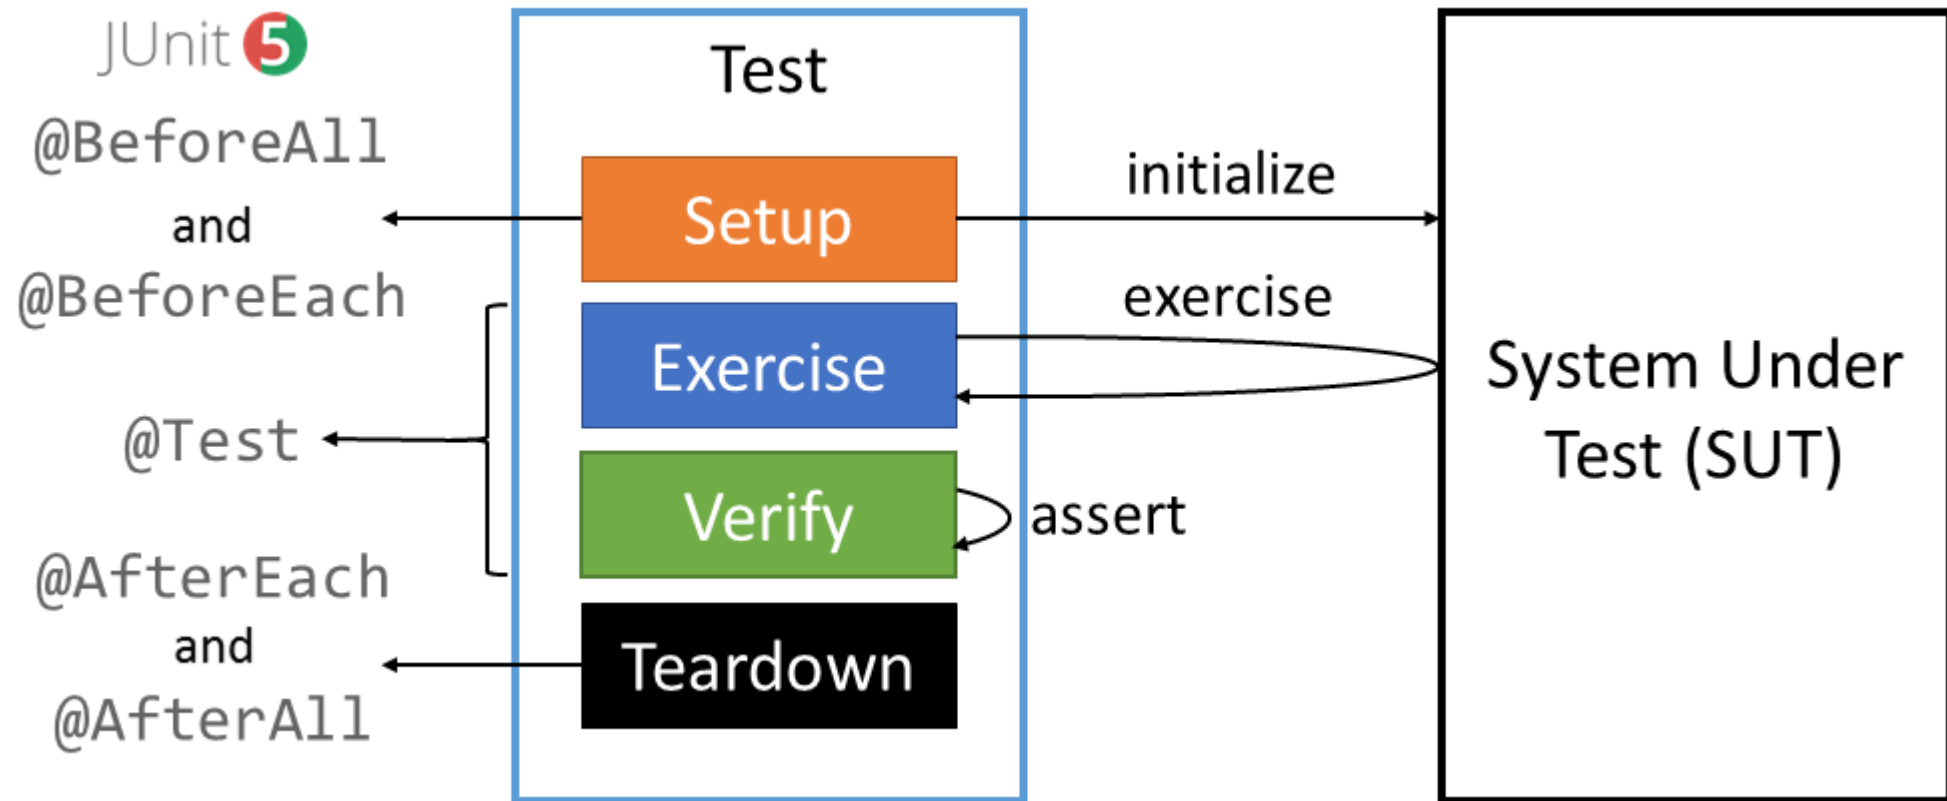 JUnit 5
@BeforeAll
and
@BeforeEach
@Test
@AfterEach
and
@AfterAll
Test
Setup
Exercise
Verify
Teardown
initialize
exercise
assert
System Under
Test (SUT)